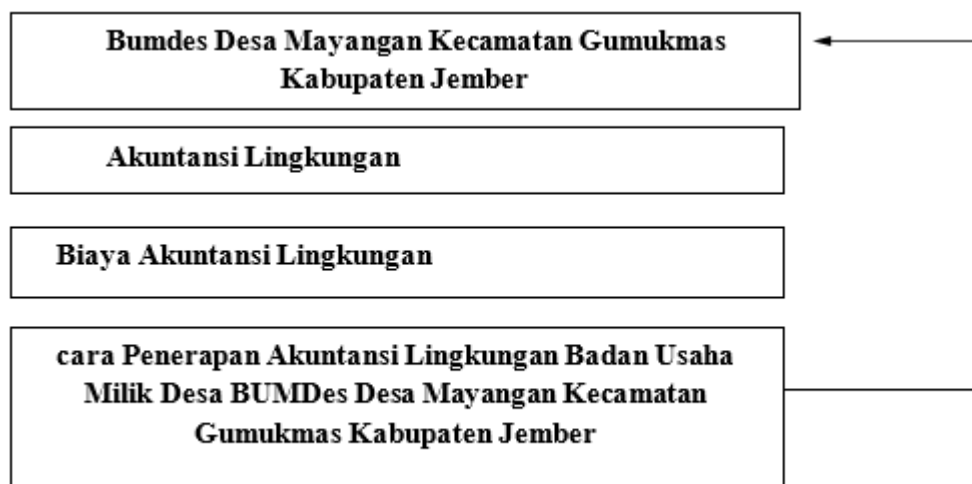 Bumdes Desa Mayangan Kecamatan Gumukmas
Kabupaten Jember
Akuntansi Lingkungan
Biaya Akuntansi Lingkungan
cara Penerapan Akuntansi Lingkungan Badan Usaha
Milik Desa BUMDes Desa Mayangan Kecamatan
Gumukmas Kabupaten Jember